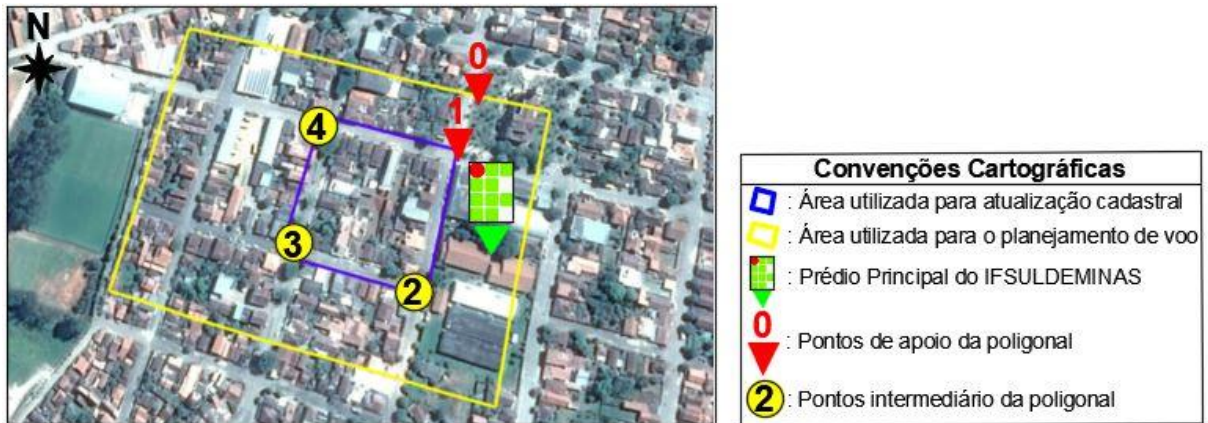 N
0
1
4
3
2
Convenções Cartográficas
: Área utilizada para atualização cadastral
: Área utilizada para o planejamento de voo
: Prédio Principal do IFSULDEMINAS
0
: Pontos de apoio da poligonal
2 : Pontos intermediário da poligonal